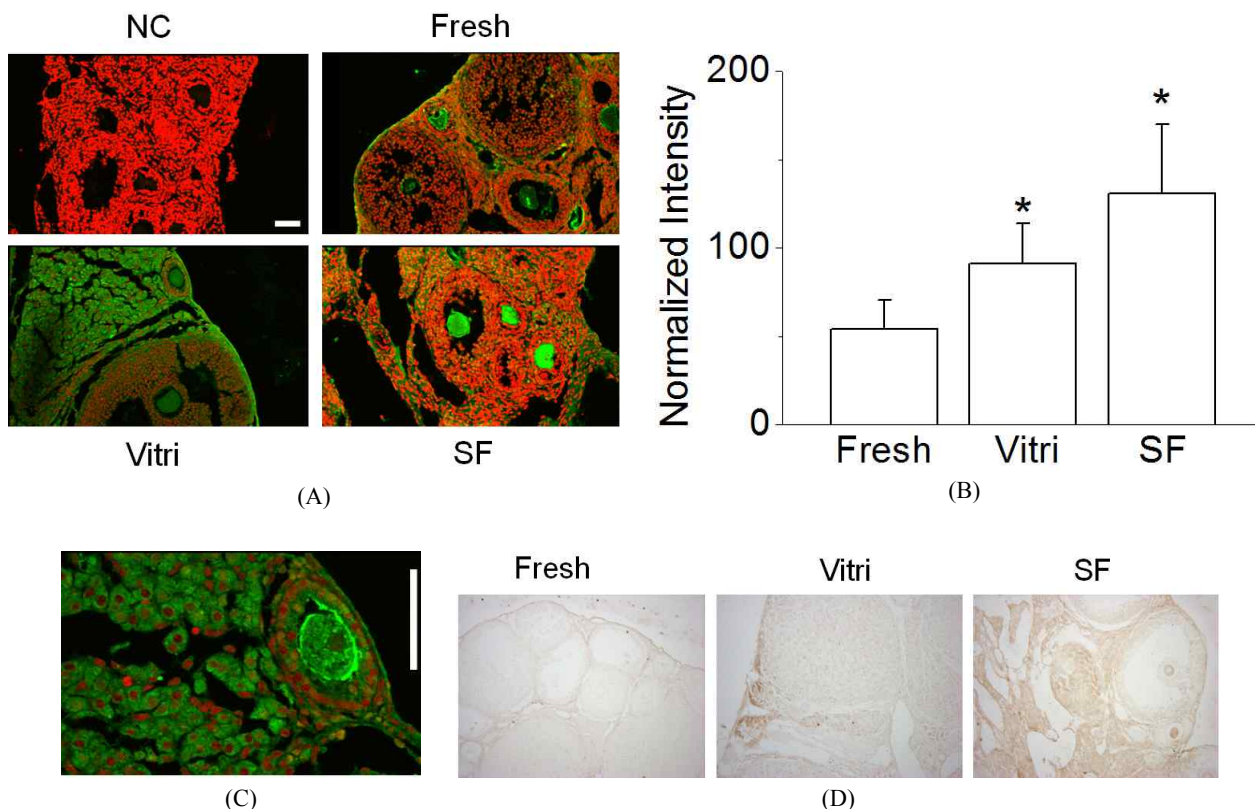 NC
Fresh
Vitri
SF
(A)
Normalized Intensity
200
100
0
*
*
Fresh
Vitri
SF
(B)
(C)
Fresh
Vitri
SF
(D)